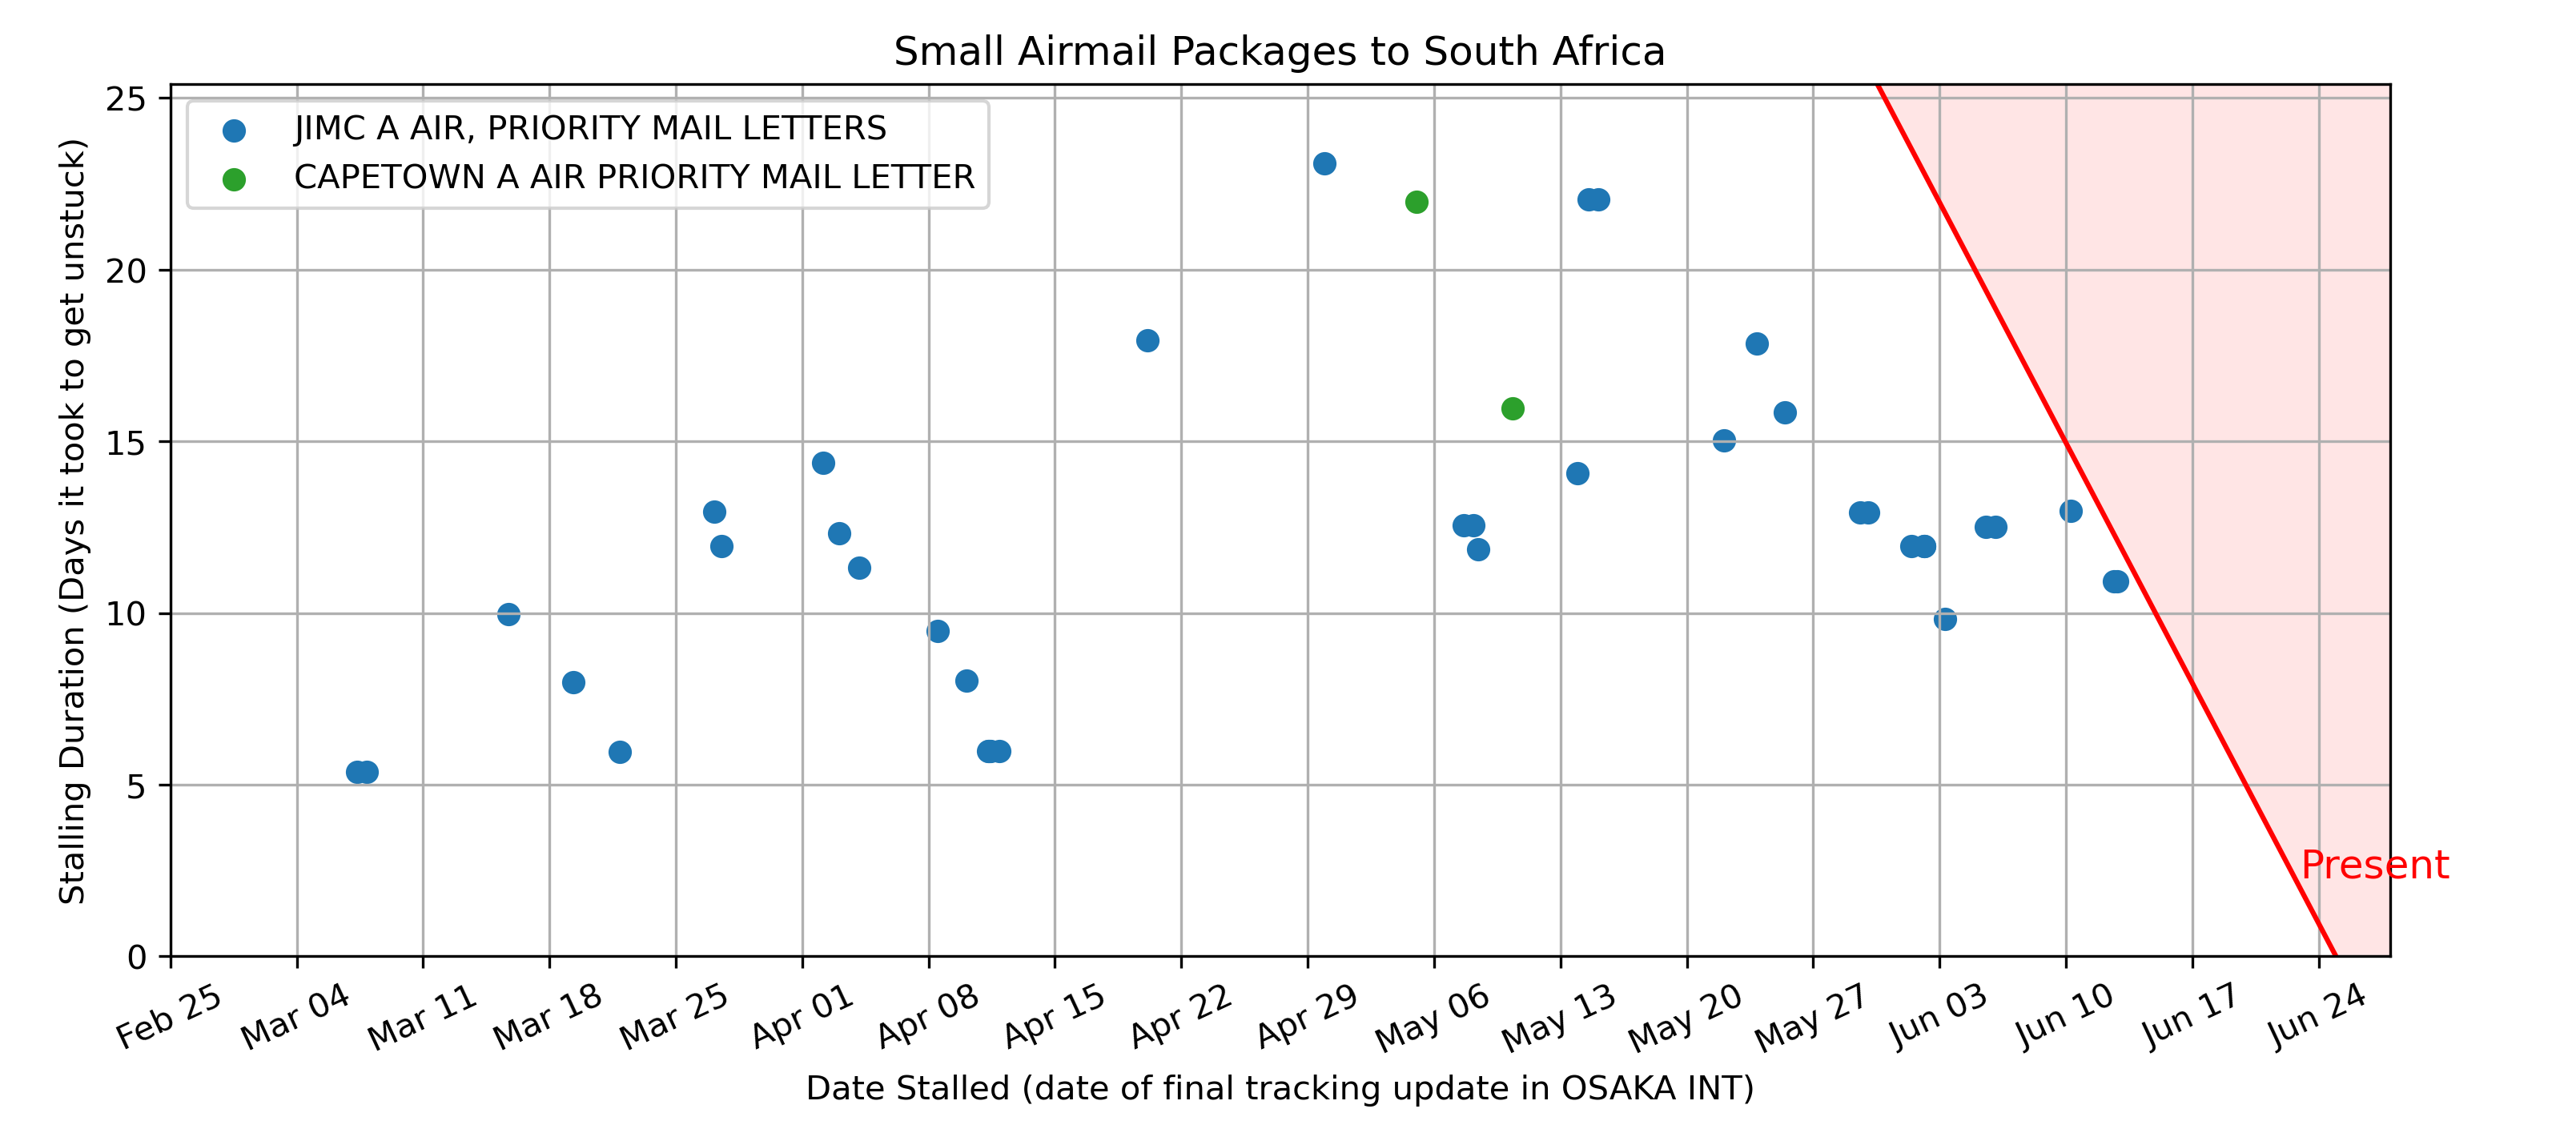 Small Airmail Packages to South Africa
JIMC A AIR, PRIORITY MAIL LETTERS
CAPETOWN A AIR PRIORITY MAIL LETTER
Stalling Duration (Days it took to get unstuck)
25
20
15
10
5
0
Present
Feb 25
Mar 04
Mar 11
Mar 18
Mar 25
Apr 01
Apr 08
Apr 15
Apr 22
Apr 29
May 06
May 13
May 20
May 27
Jun 03
Jun 10
Jun 17
Jun 24
Date Stalled (date of final tracking update in OSAKA INT)